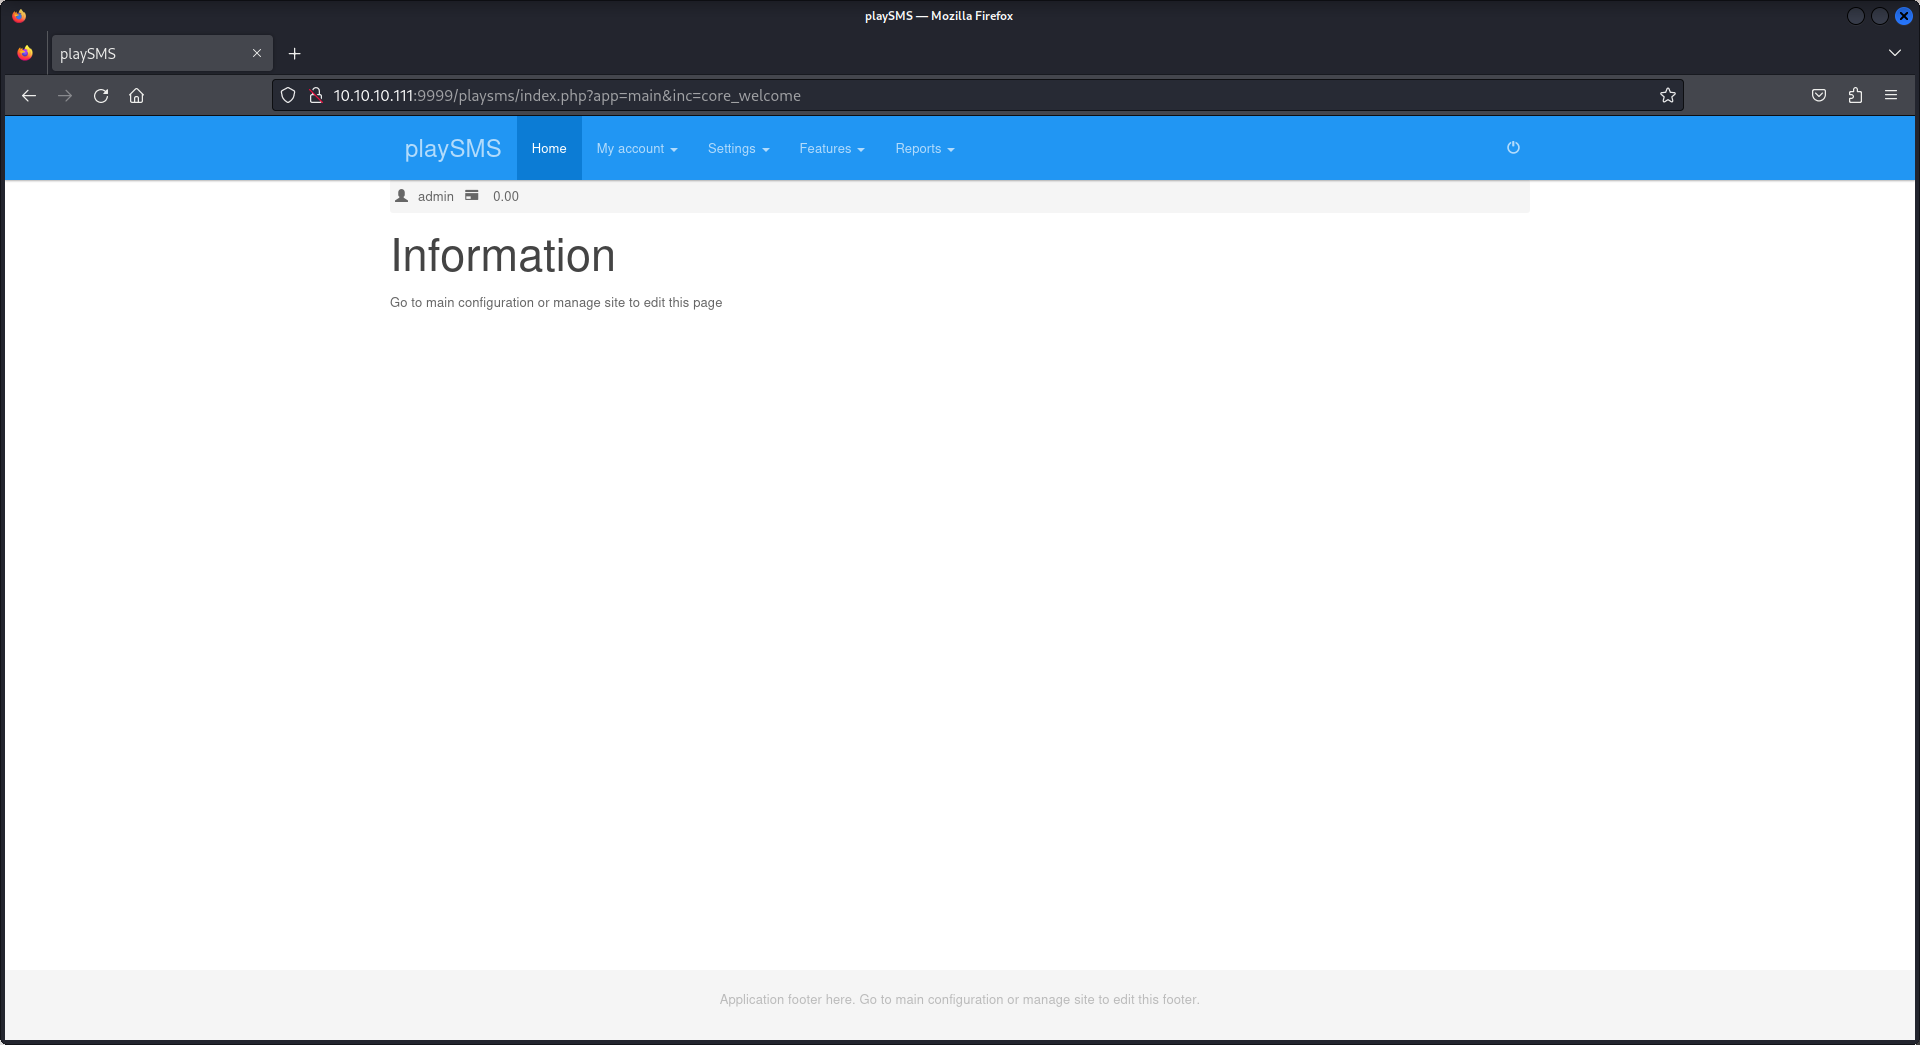 playSMS — Mozilla Firefox
playSMS
10.10.10.111:9999/playsms/index.php?app=main&inc=core_welcome
playSMS Home My account Settings Features Reports
admin 0.00
Information
Go to main configuration or manage site to edit this page
Application footer here. Go to main configuration or manage site to edit this footer.